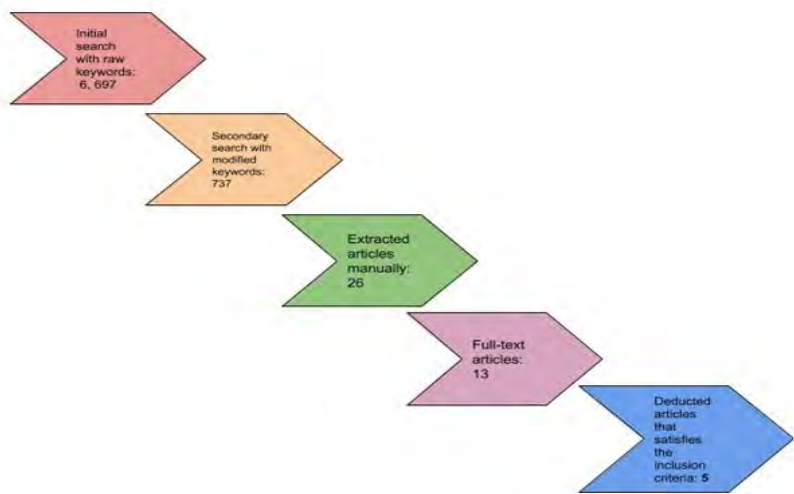 Initial
search
with raw
keywords:
6, 697
Secondary
search with
modified
keywords:
737
Extracted
articles
manually:
26
Full-text
articles:
13
Deducted
articles
that
satisfies
the
inclusion
criteria: 5